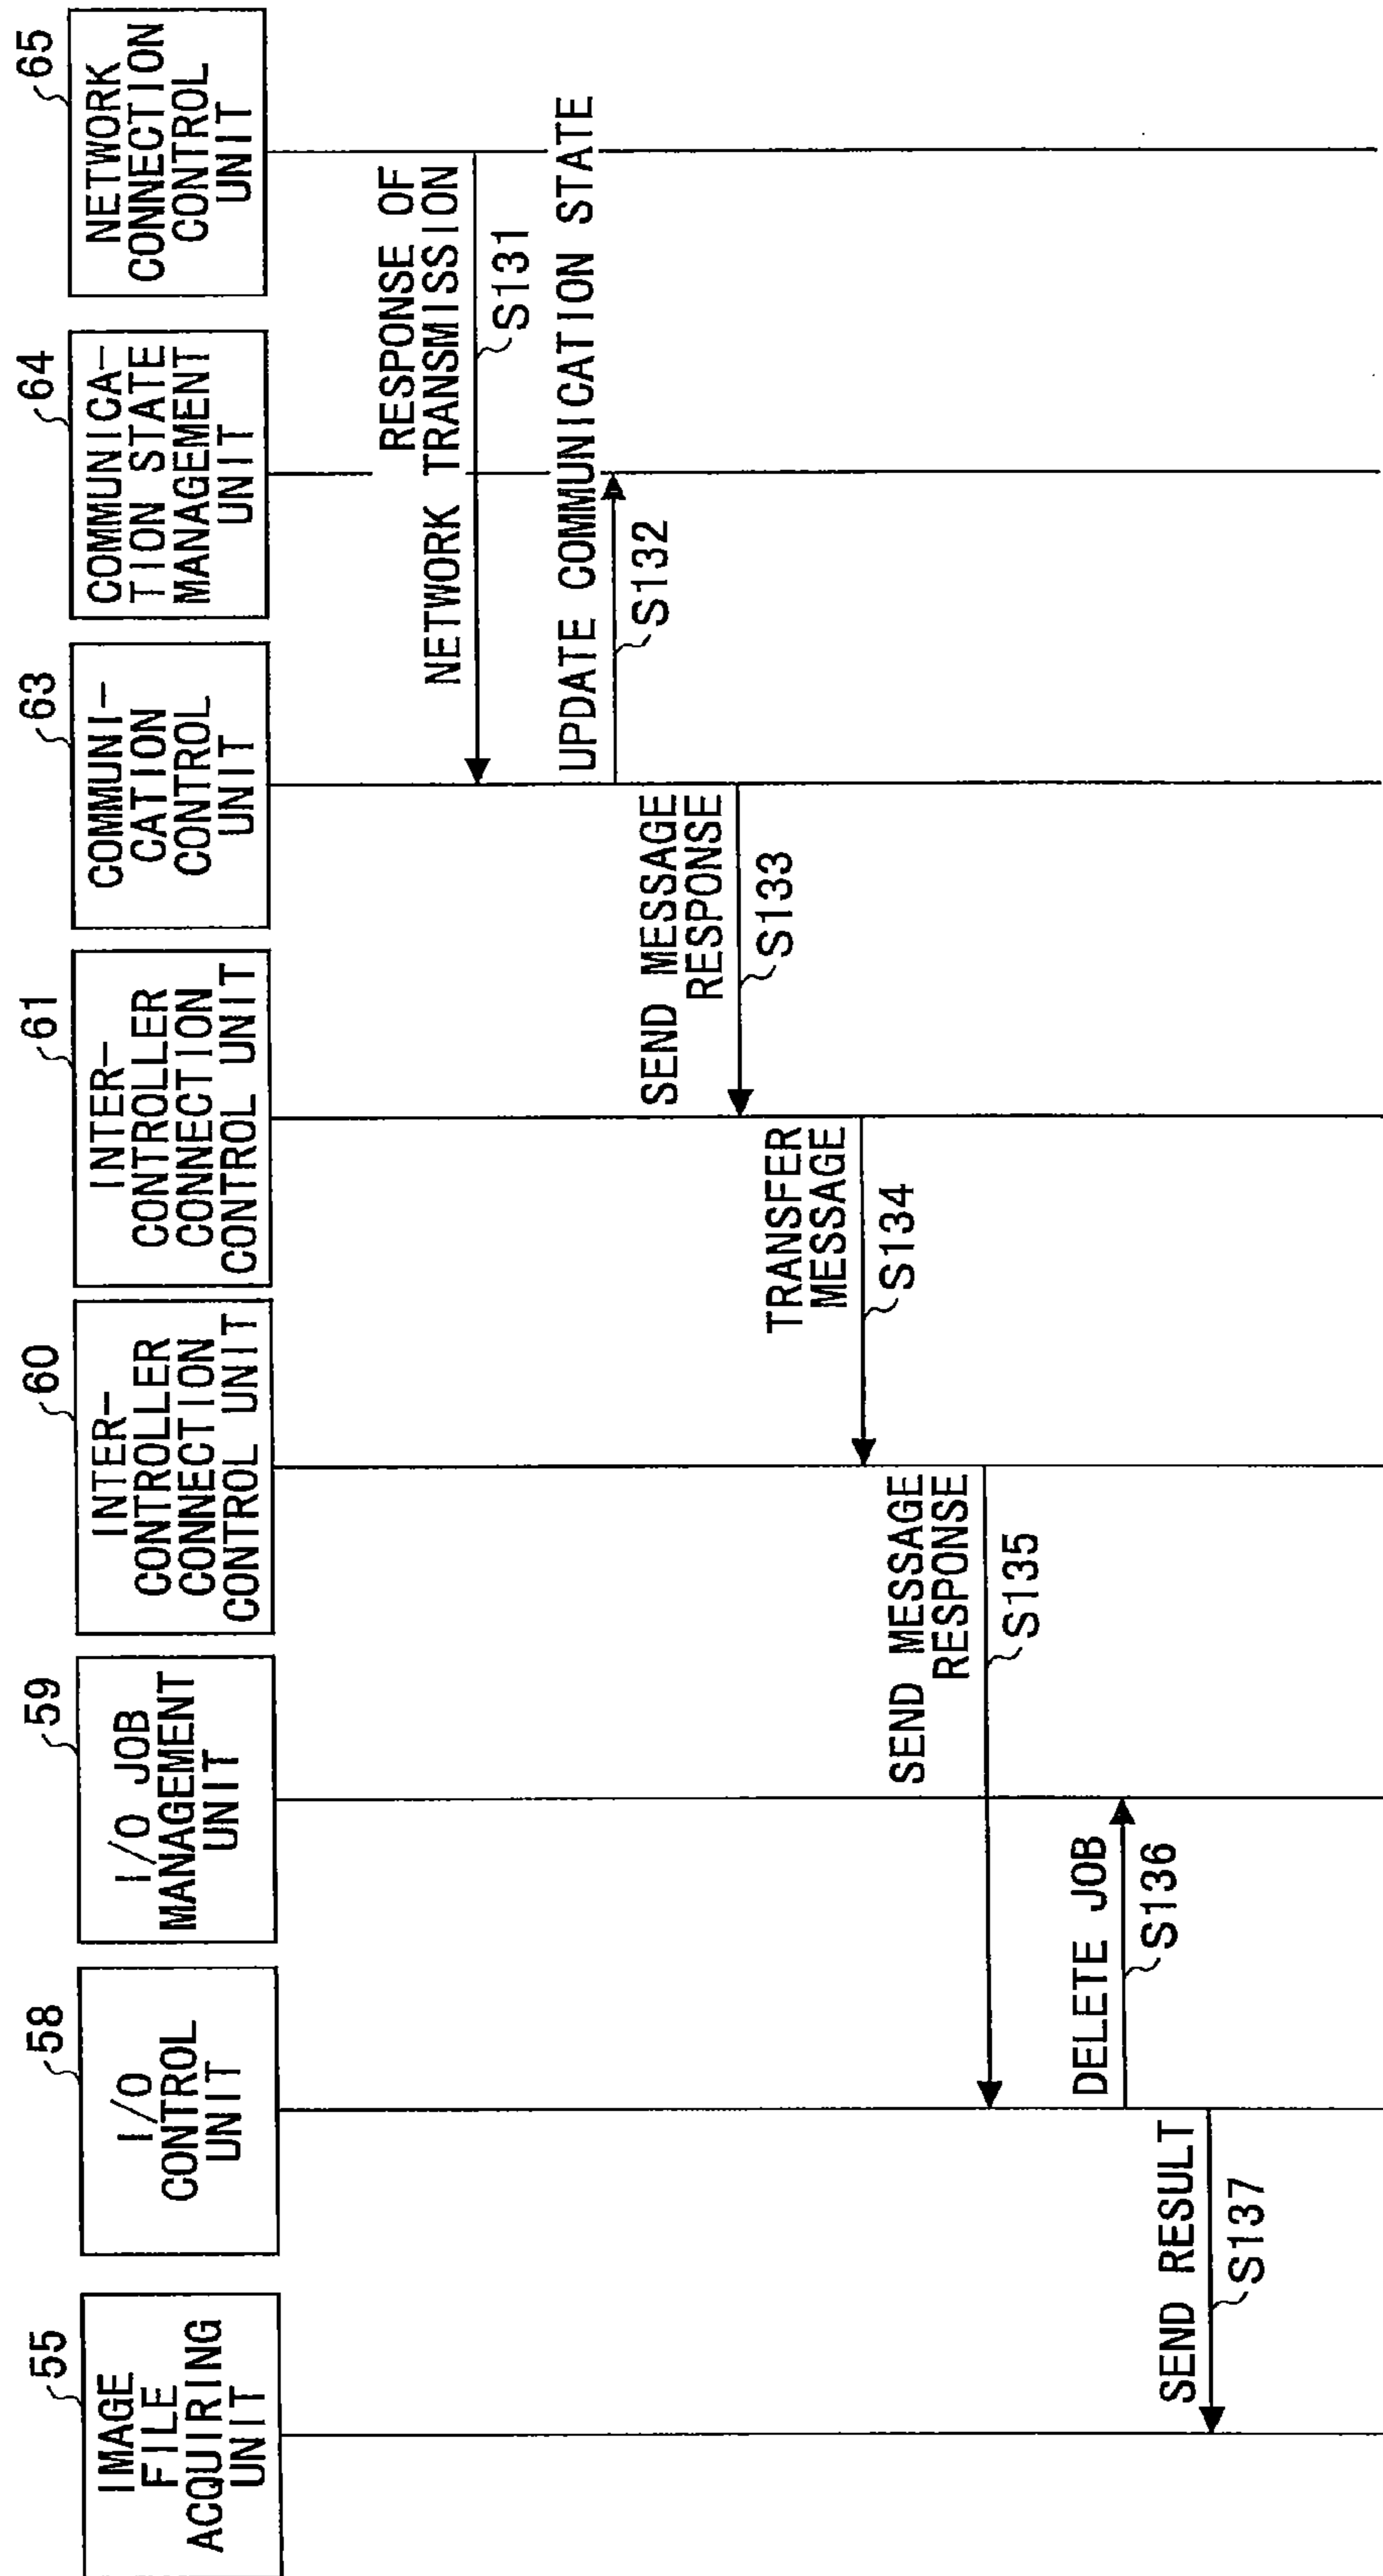 55
IMAGE
FILE
ACQUIRING
UNIT
58
I/O
CONTROL
UNIT
59
I/O JOB
MANAGEMENT
UNIT
60
INTER-
CONTROLLER
CONNECTION
CONTROL UNIT
61
INTER-
CONTROLLER
CONNECTION
CONTROL UNIT
63
COMMUNI-
CATION
CONTROL
UNIT
64
COMMUNICA-
TION STATE
MANAGEMENT
UNIT
65
NETWORK
CONNECTION
CONTROL
UNIT
RESPONSE OF
NETWORK TRANSMISSION
S131
UPDATE COMMUNICATION STATE
S132
SEND MESSAGE
RESPONSE
S133
TRANSFER
MESSAGE
S134
SEND MESSAGE
RESPONSE
S135
DELETE JOB
S136
SEND RESULT
S137